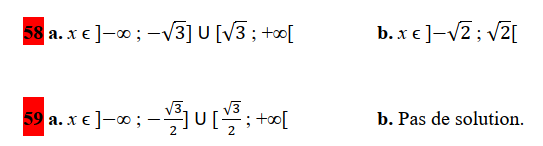 58 a. x ϵ ]−∞ ; −√3] U [√3 ; +∞[ b. x ϵ ]−√2 ; √2[
59 a. x ϵ ]−∞ ; −√3/2] U [√3/2 ; +∞[ b. Pas de solution.